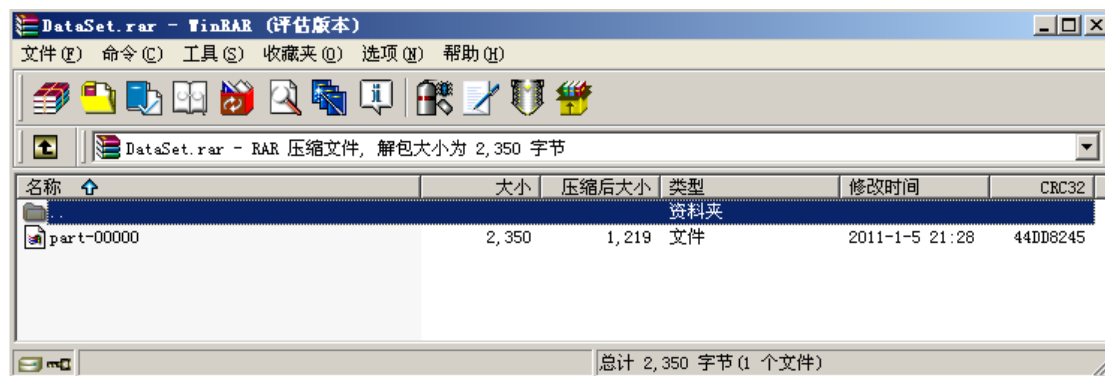 DataSet.rar - WinRAR (评估版本)
文件(F) 命令(C) 工具(S) 收藏夹(O) 选项(N) 帮助(H)
DataSet.rar - RAR 压缩文件, 解包大小为 2,350 字节
名称 大小 压缩后大小 类型 修改时间 CRC32
.. 资料夹
part-00000 2,350 1,219 文件 2011-1-5 21:28 44DD8245
总计 2,350 字节(1 个文件)